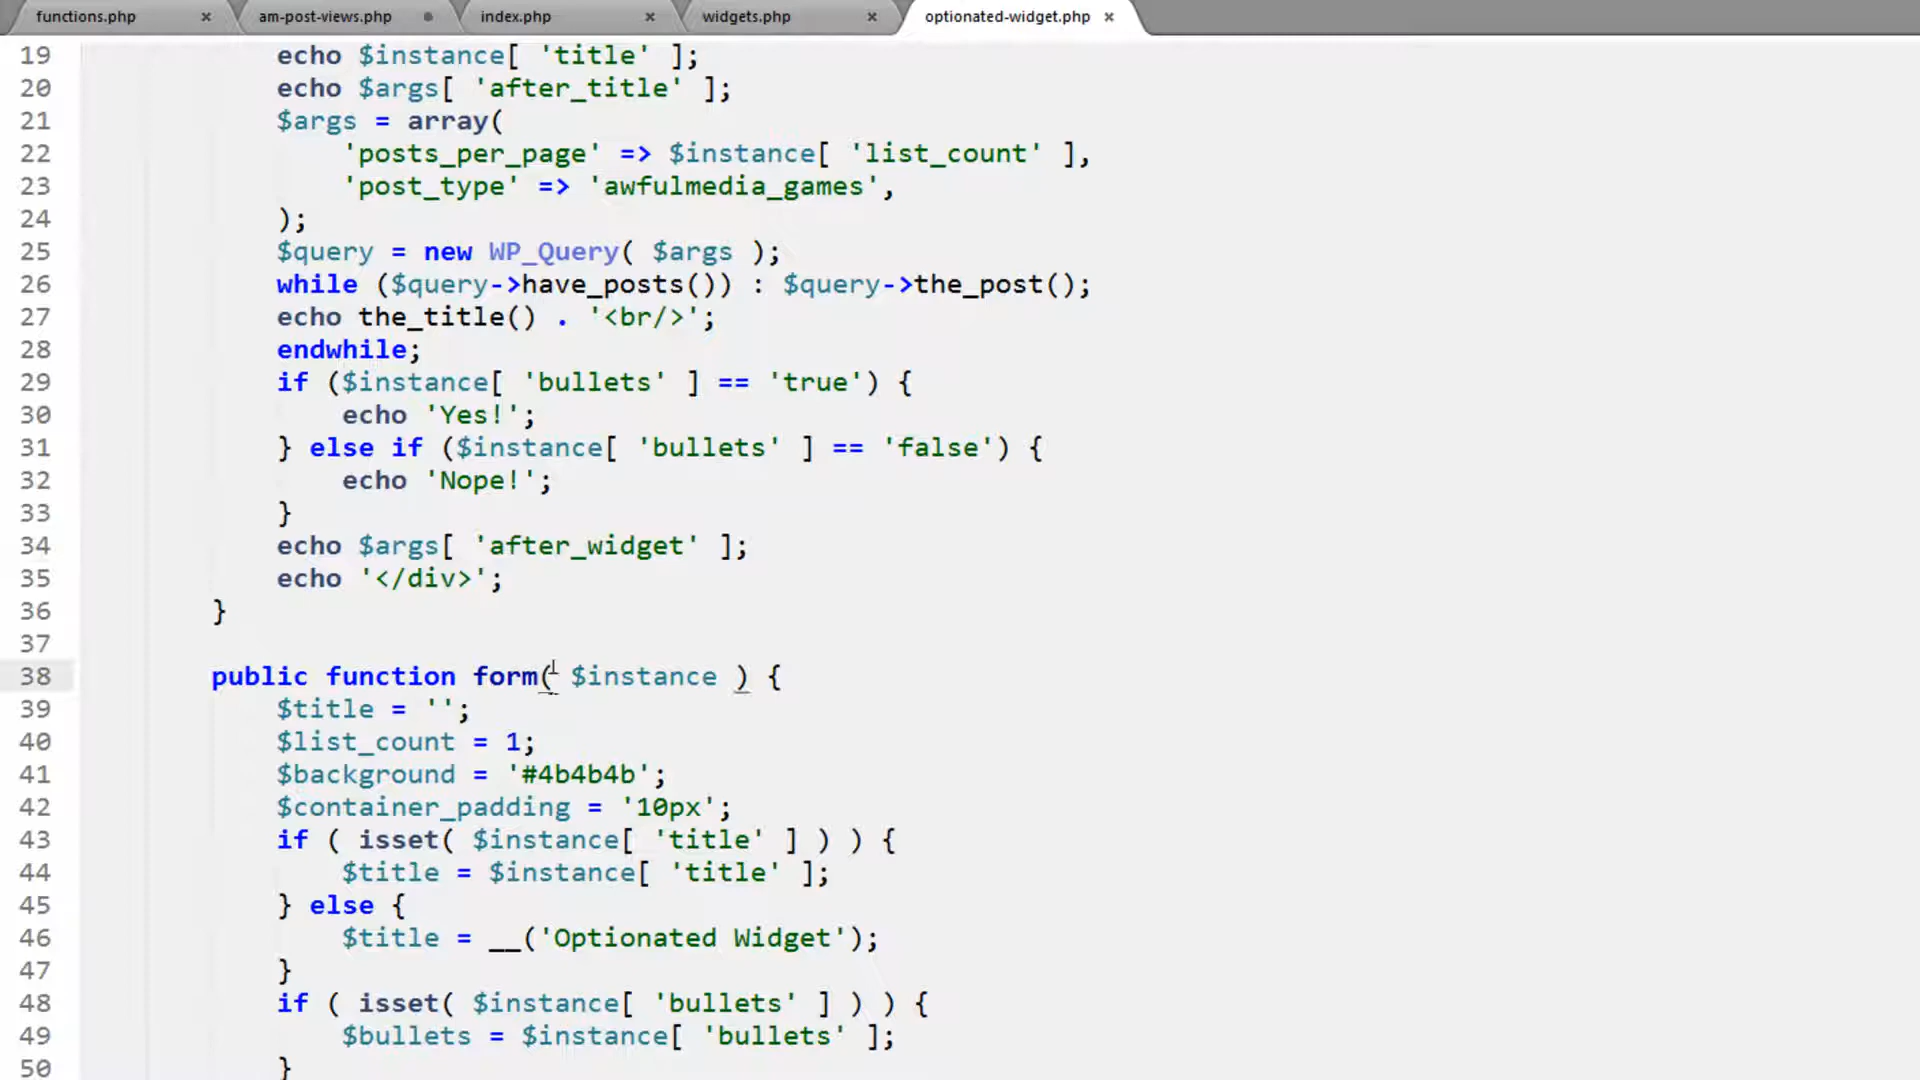 functions.php × am-post-views.php index.php × widgets.php × optionated-widget.php ×
19 echo $instance[ 'title' ];
20 echo $args[ 'after_title' ];
21 $args = array(
22 'posts_per_page' => $instance[ 'list_count' ],
23 'post_type' => 'awfulmedia_games',
24 );
25 $query = new WP_Query( $args );
26 while ($query->have_posts()) : $query->the_post();
27 echo the_title() . '<br/>';
28 endwhile;
29 if ($instance[ 'bullets' ] == 'true') {
30 echo 'Yes!';
31 } else if ($instance[ 'bullets' ] == 'false') {
32 echo 'Nope!';
33 }
34 echo $args[ 'after_widget' ];
35 echo '</div>';
36 }
37
38 public function form( $instance ) {
39 $title = '';
40 $list_count = 1;
41 $background = '#4b4b4b';
42 $container_padding = '10px';
43 if ( isset( $instance[ 'title' ] ) ) {
44 $title = $instance[ 'title' ];
45 } else {
46 $title = __('Optionated Widget');
47 }
48 if ( isset( $instance[ 'bullets' ] ) ) {
49 $bullets = $instance[ 'bullets' ];
50 }